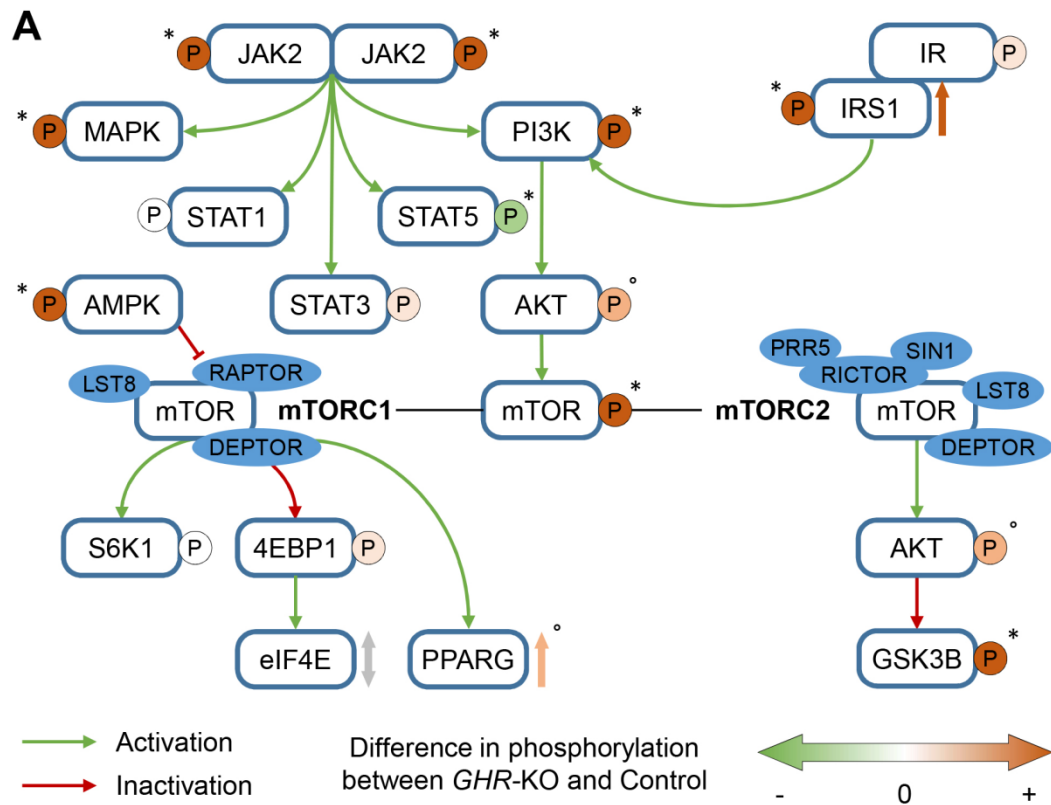 A
* P JAK2 JAK2 P *
IR P
* P IRS1
* P MAPK
PI3K P *
P STAT1
STAT5 P *
* P AMPK
STAT3 P
AKT P °
LST8 RAPTOR
mTOR mTORC1
DEPTOR
mTOR P *
mTORC2
PRR5 SIN1
RICTOR
mTOR LST8
DEPTOR
S6K1 P
4EBP1 P
AKT P °
eIF4E
PPARG °
GSK3B P *
Activation
Inactivation
Difference in phosphorylation
between GHR-KO and Control
- 0 +